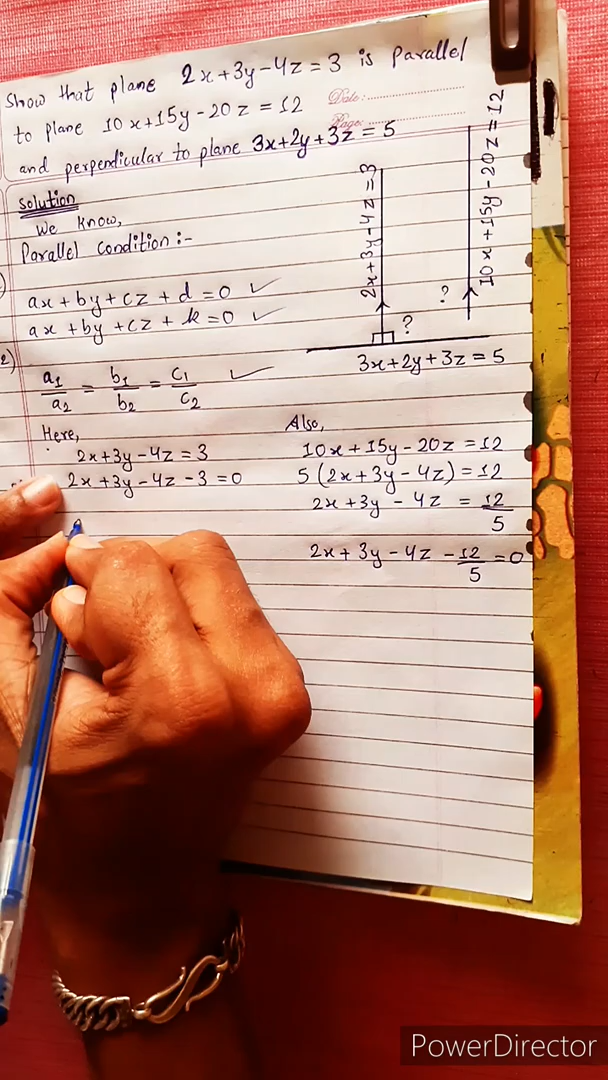 Show that plane 2x+3y-4z=3 is parallel
to plane 10x+15y-20z=12
Date:
Page:
and perpendicular to plane 3x+2y+3z=5
Solution
We know,
Parallel condition :-
ax+by+cz+d=0 ✓
ax+by+cz+k=0 ✓
2)
a₁/a₂ = b₁/b₂ = c₁/c₂ ✓
2x+3y-4z=3
10x+15y-20z=12
?
?
3x+2y+3z=5
Here,
2x+3y-4z=3
2x+3y-4z-3=0
Also,
10x+15y-20z=12
5(2x+3y-4z)=12
2x+3y-4z=12/5
2x+3y-4z-12/5=0
PowerDirector